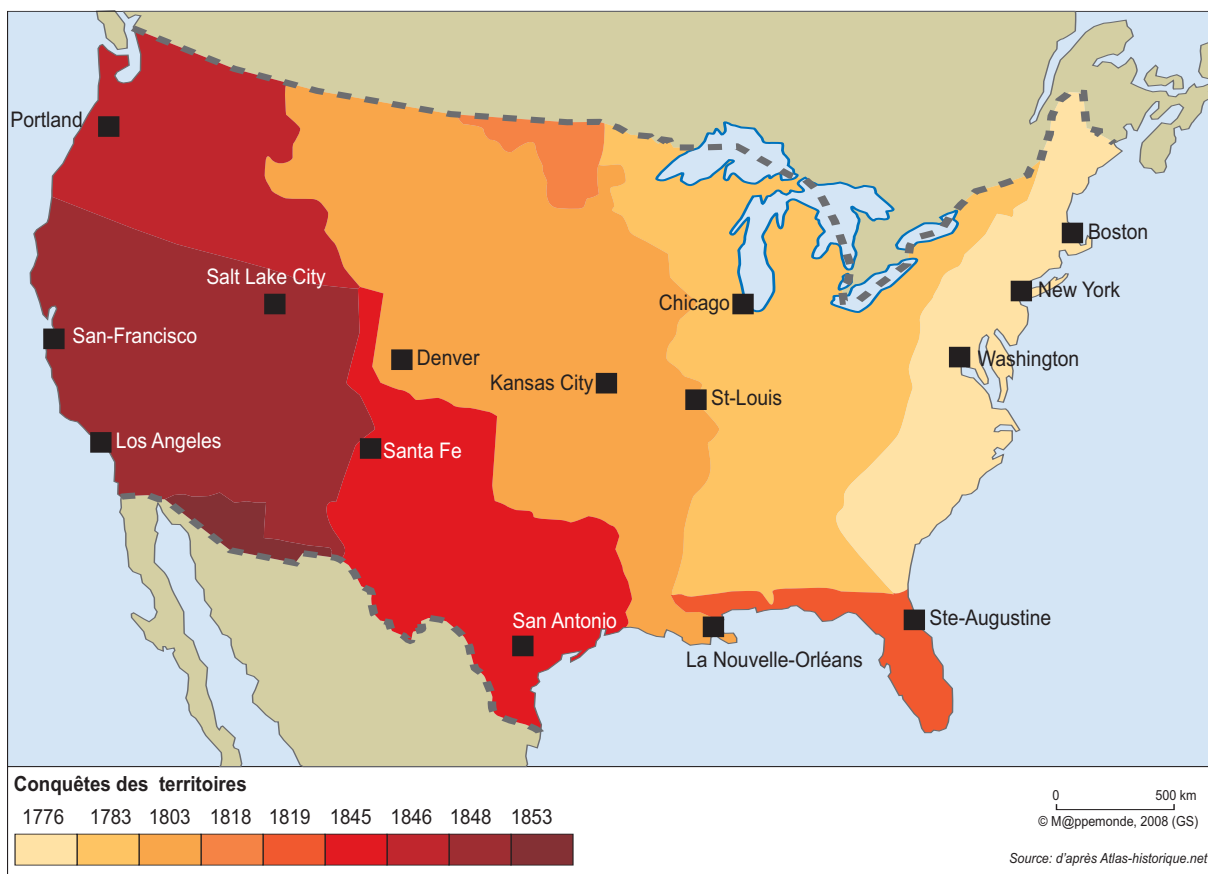 Portland
Boston
Salt Lake City
New York
Chicago
San-Francisco
Denver
Washington
Kansas City
St-Louis
Los Angeles
Santa Fe
San Antonio
Ste-Augustine
La Nouvelle-Orléans
Conquêtes des territoires
1776 1783 1803 1818 1819 1845 1846 1848 1853
0 500 km
© M@ppemonde, 2008 (GS)
Source: d'après Atlas-historique.net